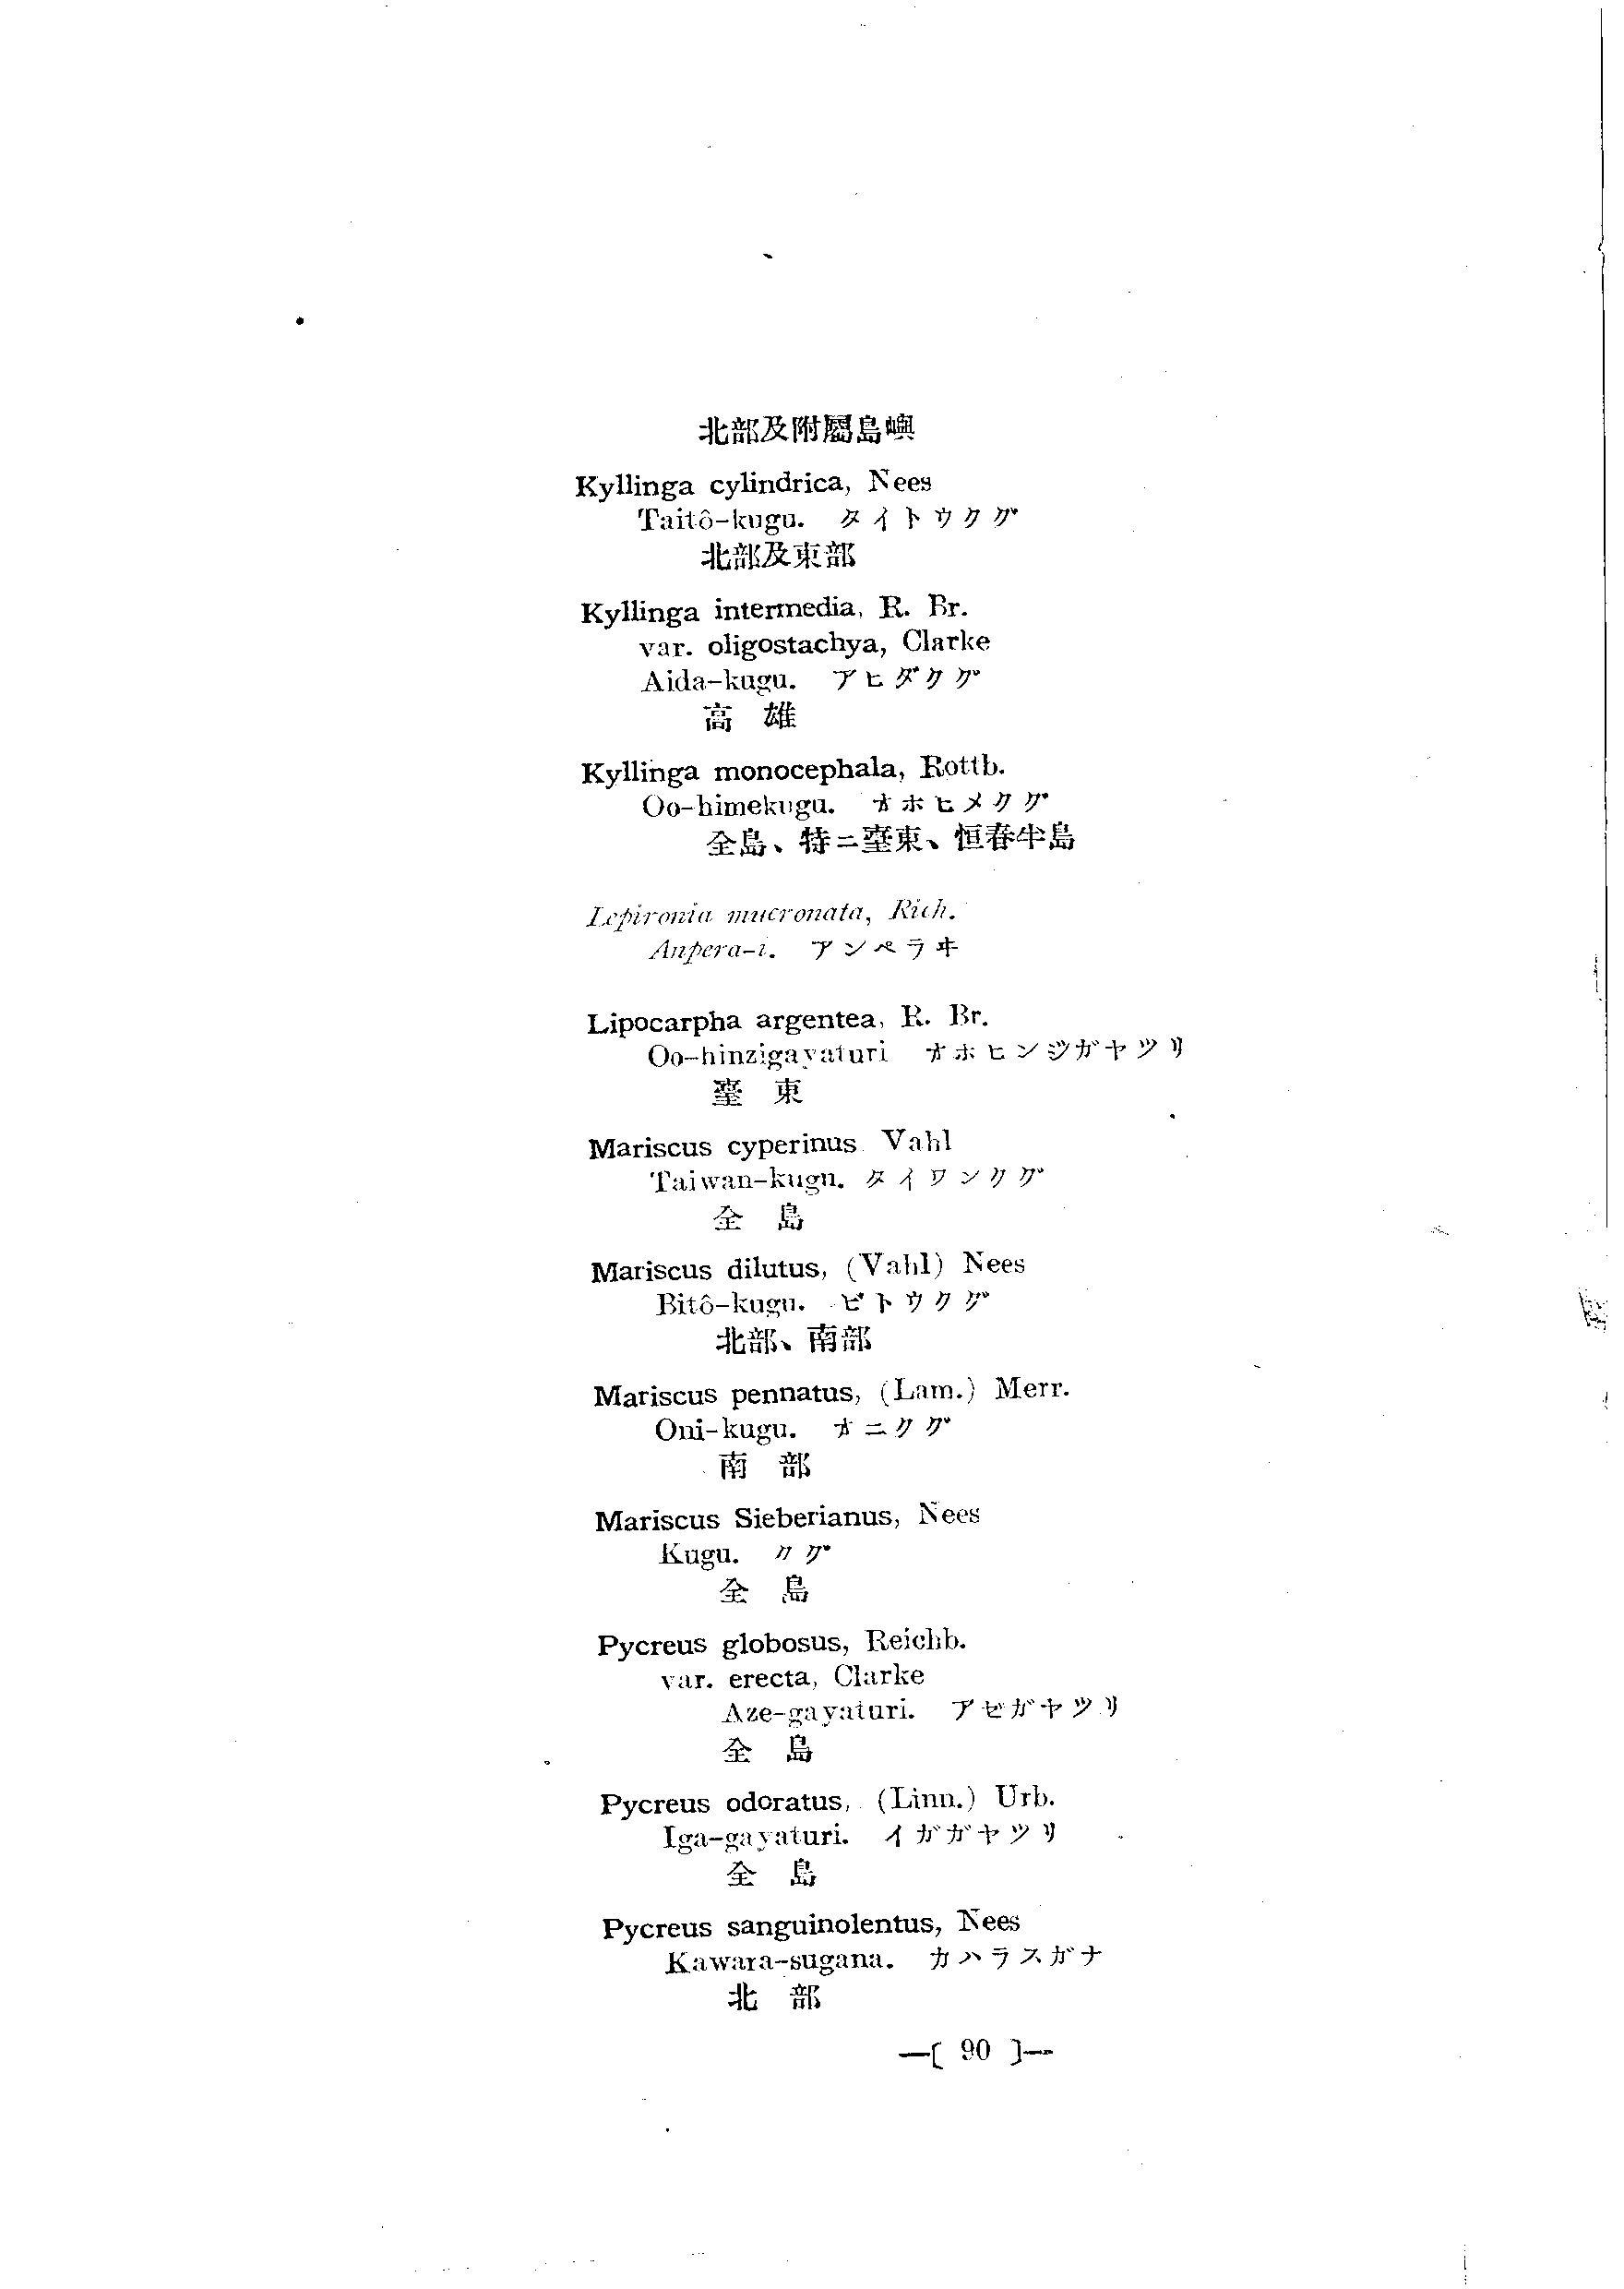 北部及附屬島嶼
Kyllinga cylindrica, Nees
Taitô-kugu. タイトウクグ
北部及東部
Kyllinga intermedia, R. Br.
var. oligostachya, Clarke
Aida-kugu. アヒダクグ
高 雄
Kyllinga monocephala, Rottb.
Oo-himekugu. オホヒメクグ
全島、特ニ臺東、恒春半島
Lepironia mucronata, Rich.
Anpera-i. アンペラヰ
Lipocarpha argentea, R. Br.
Oo-hinzigayaturi オホヒンジガヤツリ
臺 東
Mariscus cyperinus Vahl
Taiwan-kugu. タイワンクグ
全 島
Mariscus dilutus, (Vahl) Nees
Bitô-kugu. ビトウクグ
北部、南部
Mariscus pennatus, (Lam.) Merr.
Oni-kugu. オニクグ
南 部
Mariscus Sieberianus, Nees
Kugu. クグ
全 島
Pycreus globosus, Reichb.
var. erecta, Clarke
Aze-gayaturi. アゼガヤツリ
全 島
Pycreus odoratus, (Linn.) Urb.
Iga-gayaturi. イガガヤツリ
全 島
Pycreus sanguinolentus, Nees
Kawara-sugana. カハラスガナ
北 部
—[ 90 ]—